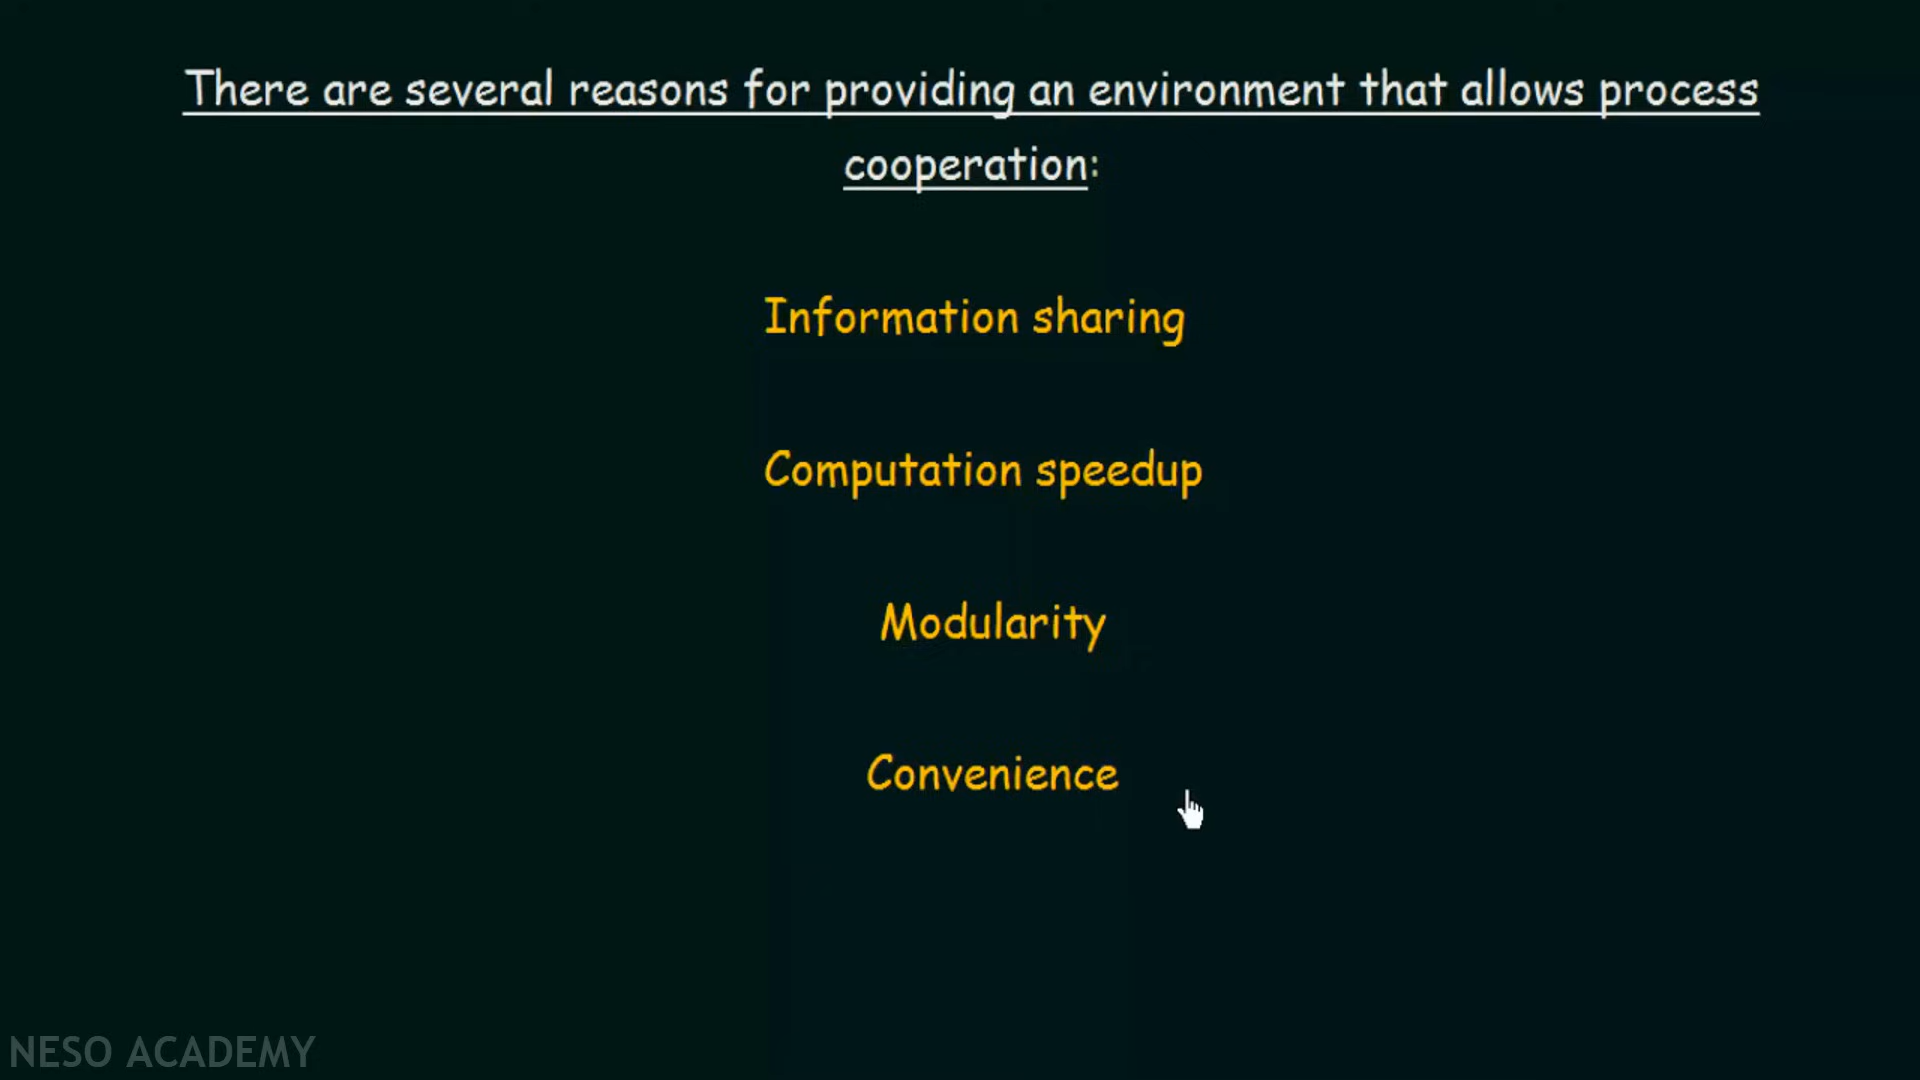 There are several reasons for providing an environment that allows process
cooperation:
Information sharing
Computation speedup
Modularity
Convenience
NESO ACADEMY